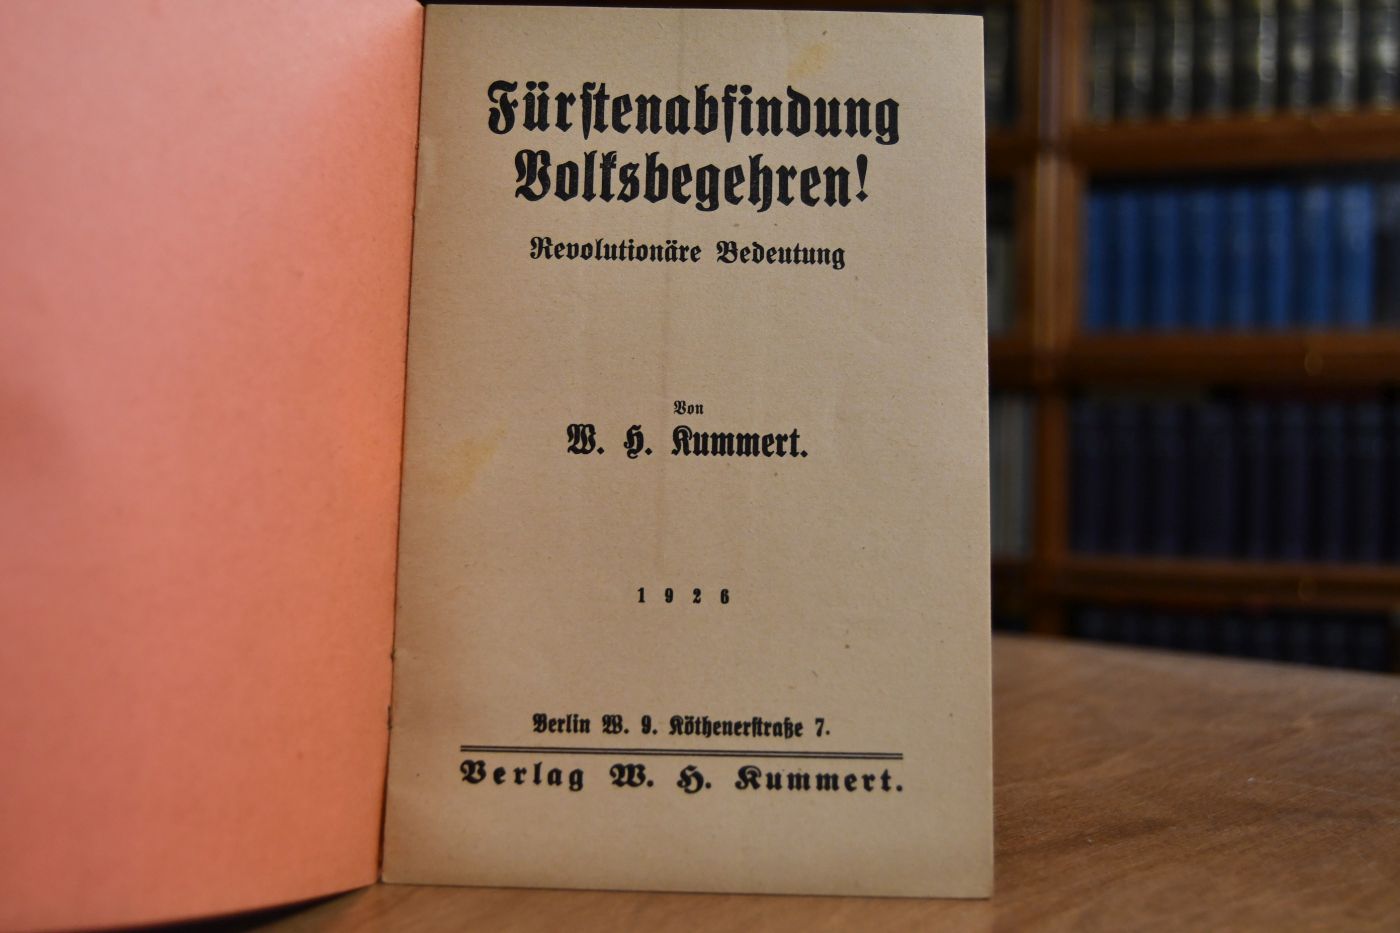 Fürstenabfindung
Volksbegehren!
Revolutionäre Bedeutung
Von
W. H. Kummert.
1926
Berlin W. 9. Köthenerstraße 7.
Verlag W. H. Kummert.